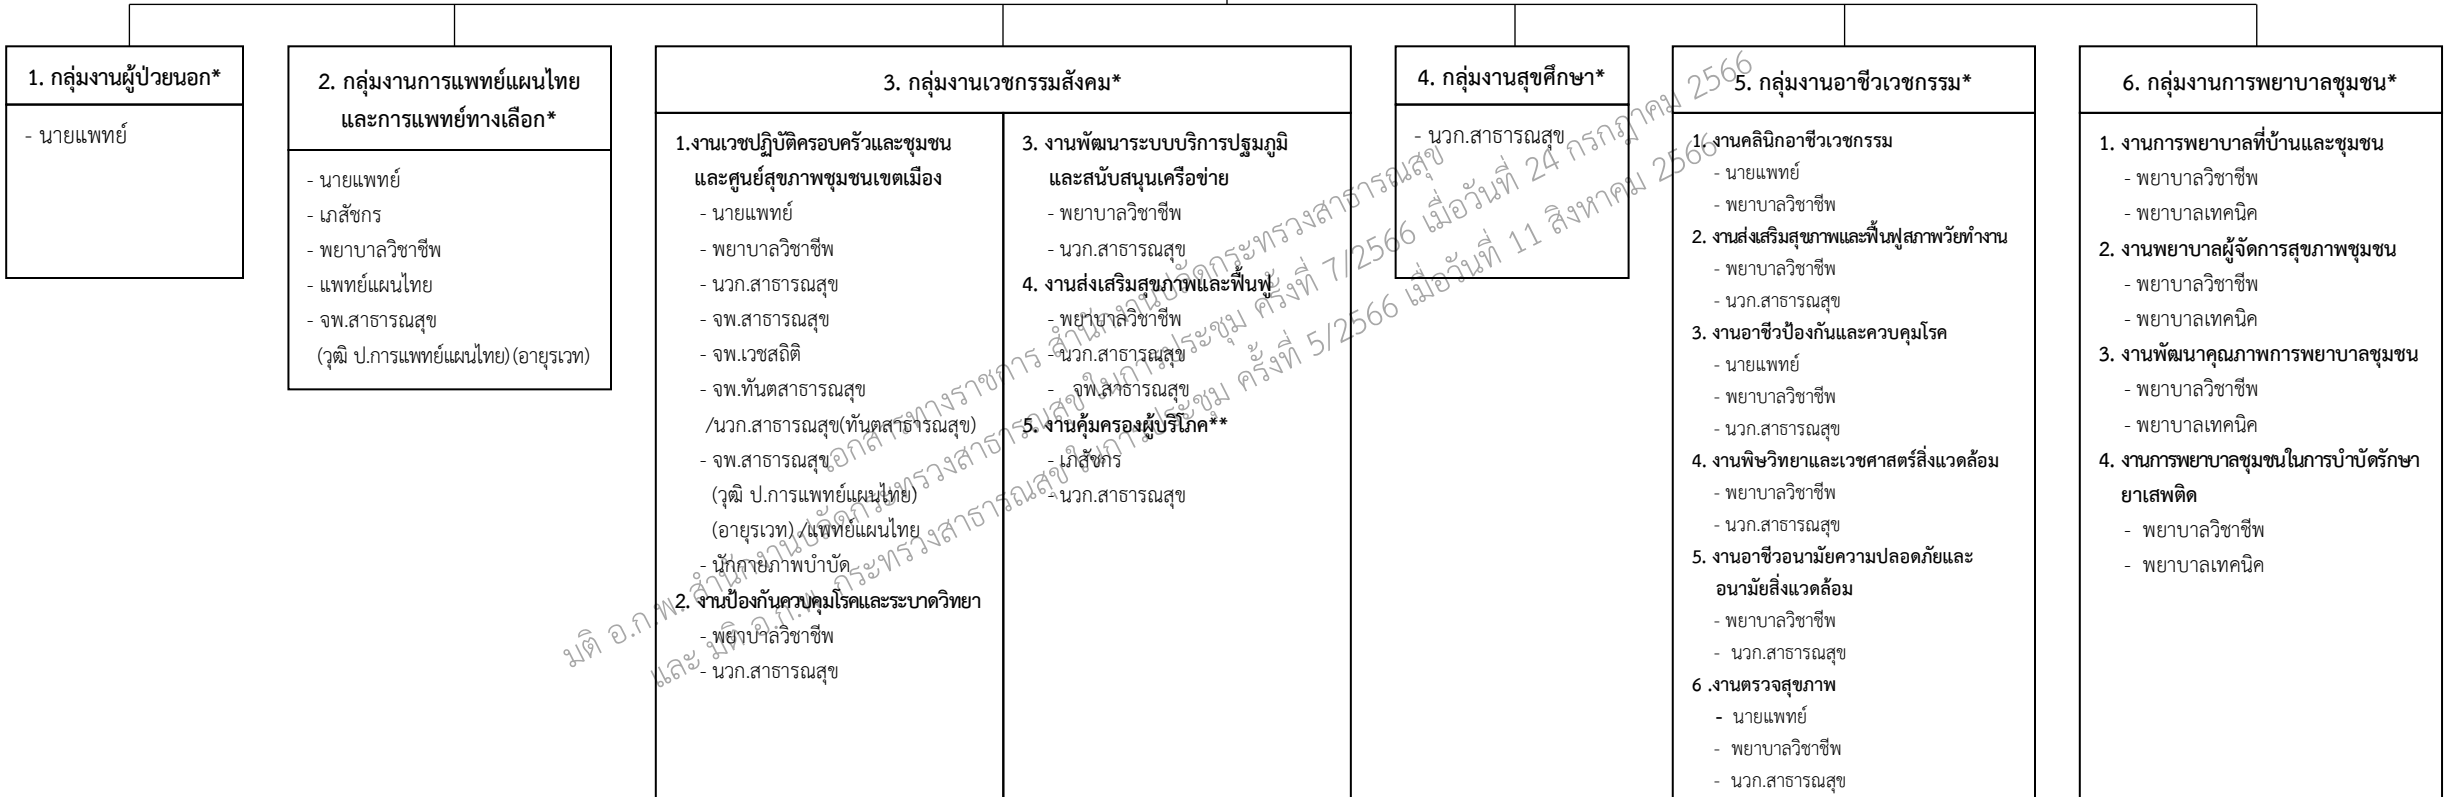 1. กลุ่มงานผู้ป่วยนอก*
- นายแพทย์
2. กลุ่มงานการแพทย์แผนไทย
และการแพทย์ทางเลือก*
- นายแพทย์
- เภสัชกร
- พยาบาลวิชาชีพ
- แพทย์แผนไทย
- จพ.สาธารณสุข
(วุฒิ ป.การแพทย์แผนไทย)(อายุรเวท)
3. กลุ่มงานเวชกรรมสังคม*
1.งานเวชปฏิบัติครอบครัวและชุมชน
และศูนย์สุขภาพชุมชนเขตเมือง
- นายแพทย์
- พยาบาลวิชาชีพ
- นวก.สาธารณสุข
- จพ.สาธารณสุข
- จพ.เวชสถิติ
- จพ.ทันตสาธารณสุข
/นวก.สาธารณสุข(ทันตสาธารณสุข)
- จพ.สาธารณสุข
(วุฒิ ป.การแพทย์แผนไทย)
(อายุรเวท) /แพทย์แผนไทย
- นักกายภาพบำบัด
2. งานป้องกันควบคุมโรคและระบาดวิทยา
- พยาบาลวิชาชีพ
- นวก.สาธารณสุข
3. งานพัฒนาระบบบริการปฐมภูมิ
และสนับสนุนเครือข่าย
- พยาบาลวิชาชีพ
- นวก.สาธารณสุข
4. งานส่งเสริมสุขภาพและฟื้นฟู
- พยาบาลวิชาชีพ
- นวก.สาธารณสุข
- จพ.สาธารณสุข
5. งานคุ้มครองผู้บริโภค**
- เภสัชกร
- นวก.สาธารณสุข
4. กลุ่มงานสุขศึกษา*
- นวก.สาธารณสุข
5. กลุ่มงานอาชีวเวชกรรม*
1. งานคลินิกอาชีวเวชกรรม
- นายแพทย์
- พยาบาลวิชาชีพ
2. งานส่งเสริมสุขภาพและฟื้นฟูสภาพวัยทำงาน
- พยาบาลวิชาชีพ
- นวก.สาธารณสุข
3. งานอาชีวป้องกันและควบคุมโรค
- นายแพทย์
- พยาบาลวิชาชีพ
- นวก.สาธารณสุข
4. งานพิษวิทยาและเวชศาสตร์สิ่งแวดล้อม
- พยาบาลวิชาชีพ
- นวก.สาธารณสุข
5. งานอาชีวอนามัยความปลอดภัยและ
อนามัยสิ่งแวดล้อม
- พยาบาลวิชาชีพ
- นวก.สาธารณสุข
6 .งานตรวจสุขภาพ
- นายแพทย์
- พยาบาลวิชาชีพ
- นวก.สาธารณสุข
6. กลุ่มงานการพยาบาลชุมชน*
1. งานการพยาบาลที่บ้านและชุมชน
- พยาบาลวิชาชีพ
- พยาบาลเทคนิค
2. งานพยาบาลผู้จัดการสุขภาพชุมชน
- พยาบาลวิชาชีพ
- พยาบาลเทคนิค
3. งานพัฒนาคุณภาพการพยาบาลชุมชน
- พยาบาลวิชาชีพ
- พยาบาลเทคนิค
4. งานการพยาบาลชุมชนในการบำบัดรักษา
ยาเสพติด
- พยาบาลวิชาชีพ
- พยาบาลเทคนิค
เอกสารทางราชการ สำนักงานปลัดกระทรวงสาธารณสุข
มติ อ.ก.พ. สำนักงานปลัดกระทรวงสาธารณสุข ในการประชุม ครั้งที่ 7/2566 เมื่อวันที่ 24 กรกฎาคม 2566
และ มติ อ.ก.พ. กระทรวงสาธารณสุข ในการประชุม ครั้งที่ 5/2566 เมื่อวันที่ 11 สิงหาคม 2566